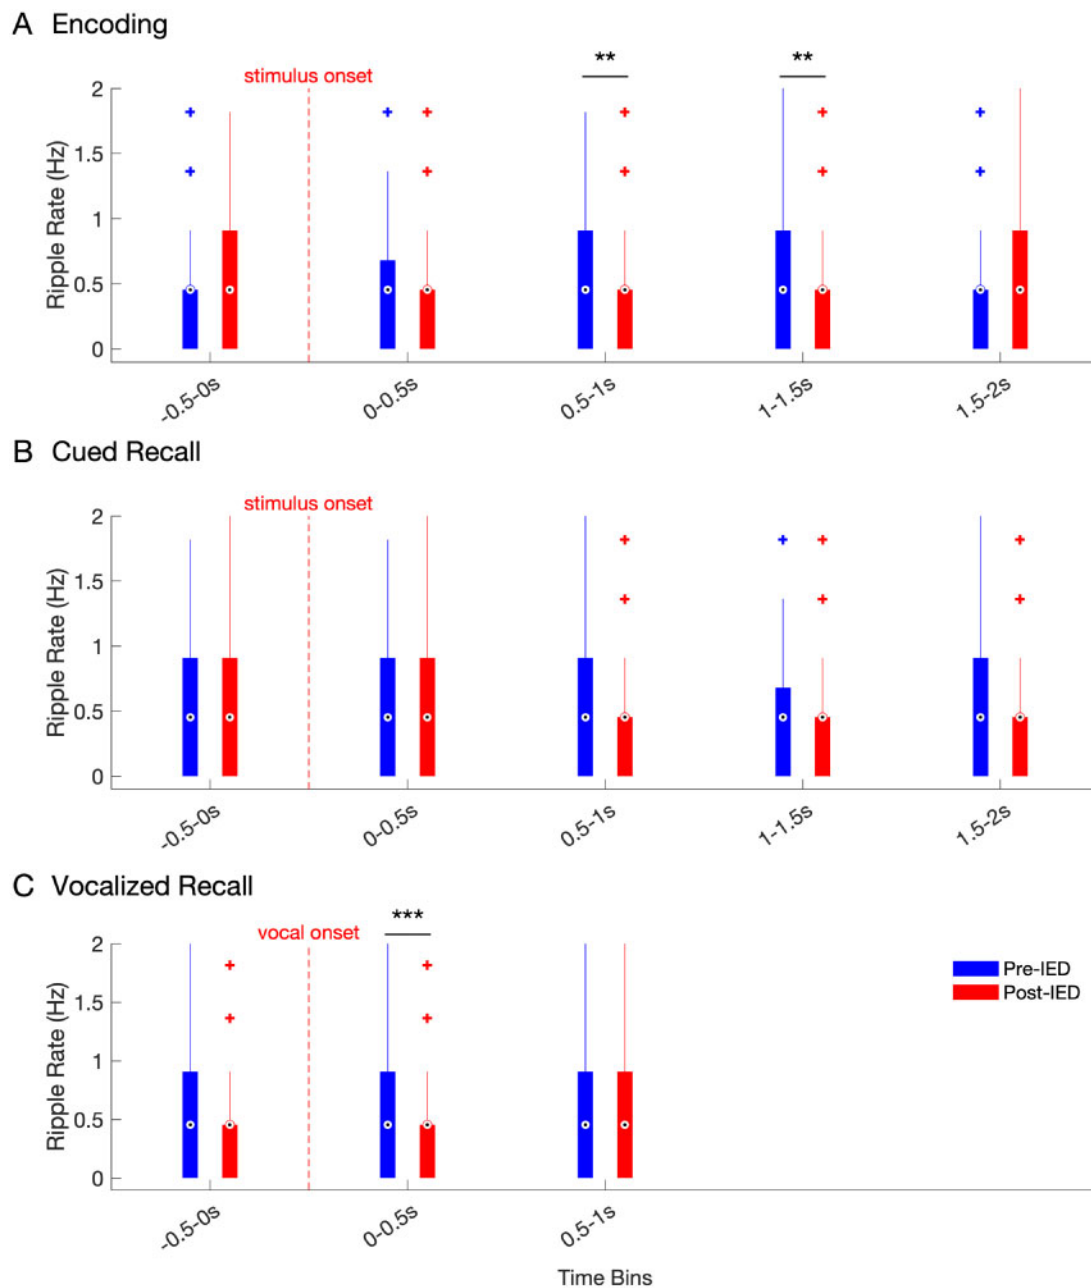 A Encoding
** **
stimulus onset
2
1.5
1
0.5
0
Ripple Rate (Hz)
-0.5-0s 0-0.5s 0.5-1s 1-1.5s 1.5-2s
B Cued Recall
stimulus onset
2
1.5
1
0.5
0
Ripple Rate (Hz)
-0.5-0s 0-0.5s 0.5-1s 1-1.5s 1.5-2s
C Vocalized Recall
***
vocal onset
2
1.5
1
0.5
0
Ripple Rate (Hz)
Pre-IED
Post-IED
-0.5-0s 0-0.5s 0.5-1s
Time Bins